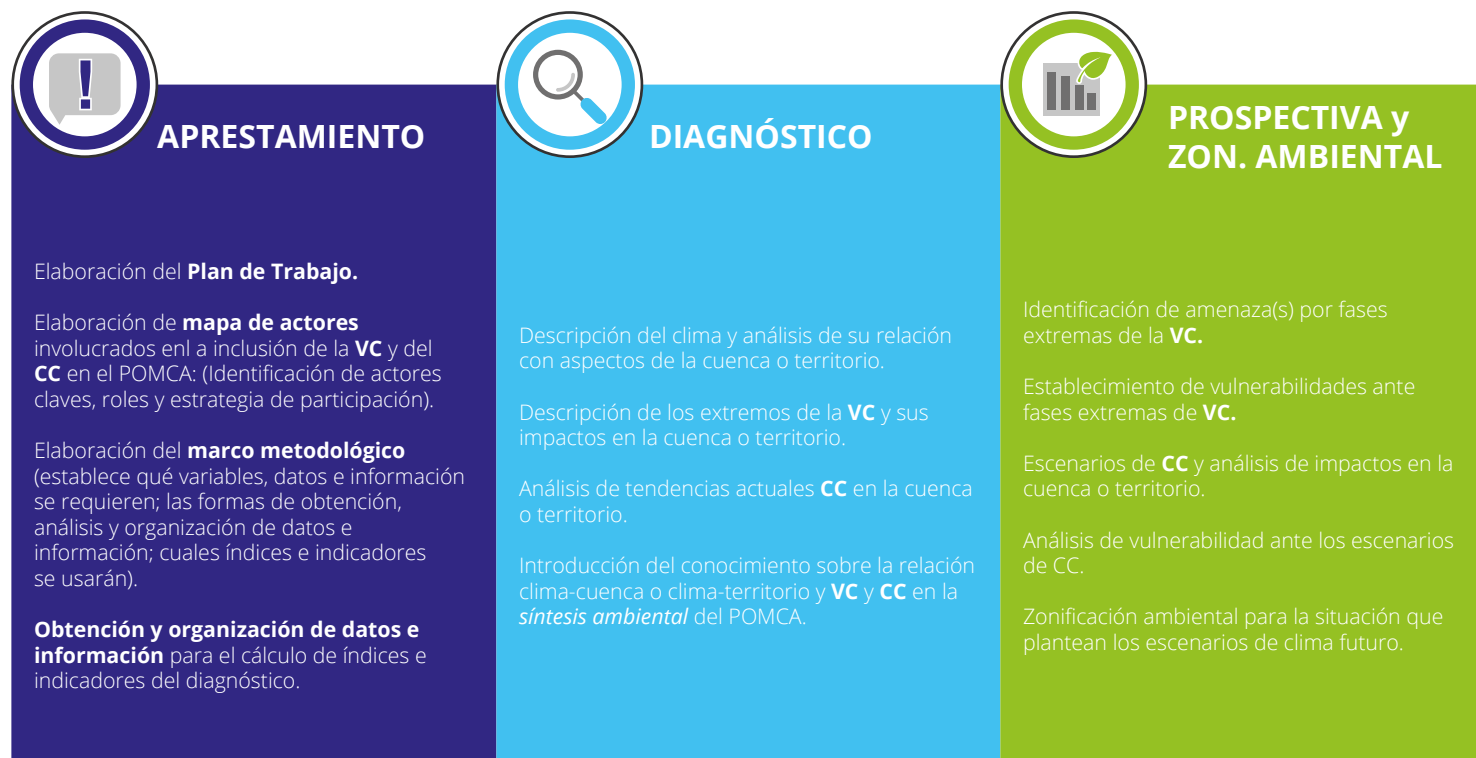 APRESTAMIENTO
Elaboración del Plan de Trabajo.
Elaboración de mapa de actores
involucrados enl a inclusión de la VC y del
CC en el POMCA: (Identificación de actores
claves, roles y estrategia de participación).
Elaboración del marco metodológico
(establece qué variables, datos e información
se requieren; las formas de obtención,
análisis y organización de datos e
información; cuales índices e indicadores
se usarán).
Obtención y organización de datos e
información para el cálculo de índices e
indicadores del diagnóstico.
DIAGNÓSTICO
Descripción del clima y análisis de su relación
con aspectos de la cuenca o territorio.
Descripción de los extremos de la VC y sus
impactos en la cuenca o territorio.
Análisis de tendencias actuales CC en la cuenca
o territorio.
Introducción del conocimiento sobre la relación
clima-cuenca o clima-territorio y VC y CC en la
síntesis ambiental del POMCA.
PROSPECTIVA y
ZON. AMBIENTAL
Identificación de amenaza(s) por fases
extremas de la VC.
Establecimiento de vulnerabilidades ante
fases extremas de VC.
Escenarios de CC y análisis de impactos en la
cuenca o territorio.
Análisis de vulnerabilidad ante los escenarios
de CC.
Zonificación ambiental para la situación que
plantean los escenarios de clima futuro.